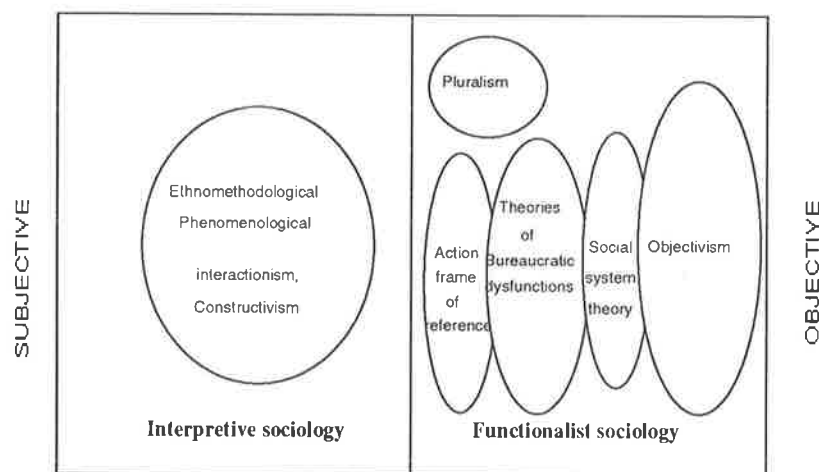 SUBJECTIVE
Ethnomethodological
Phenomenological
interactionism,
Constructivism
Interpretive sociology
Pluralism
Action
frame
of
reference
Theories
of
Bureaucratic
dysfunctions
Social
system
theory
Objectivism
Functionalist sociology
OBJECTIVE